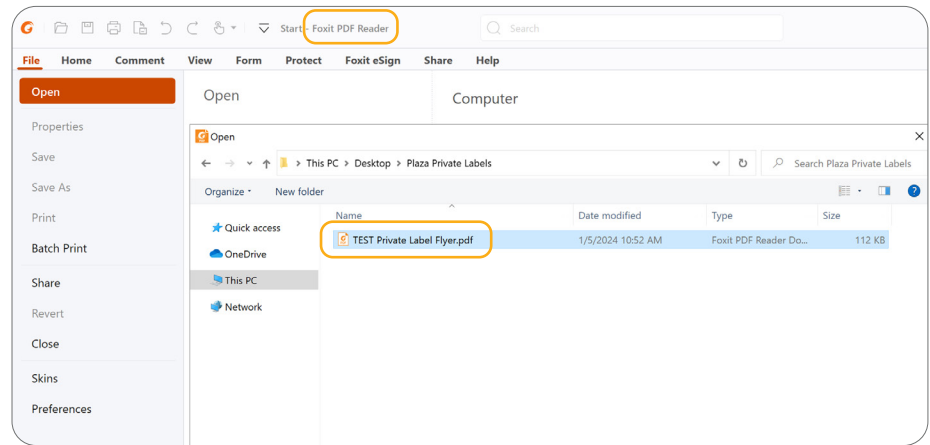 Start - Foxit PDF Reader
Search
File Home Comment View Form Protect Foxit eSign Share Help
Open
Properties
Save
Save As
Print
Batch Print
Share
Revert
Close
Skins
Preferences
Open
Computer
Open
This PC > Desktop > Plaza Private Labels
Search Plaza Private Labels
Organize
New folder
?
Quick access
OneDrive
This PC
Network
Name Date modified Type Size
TEST Private Label Flyer.pdf 1/5/2024 10:52 AM Foxit PDF Reader Do... 112 KB